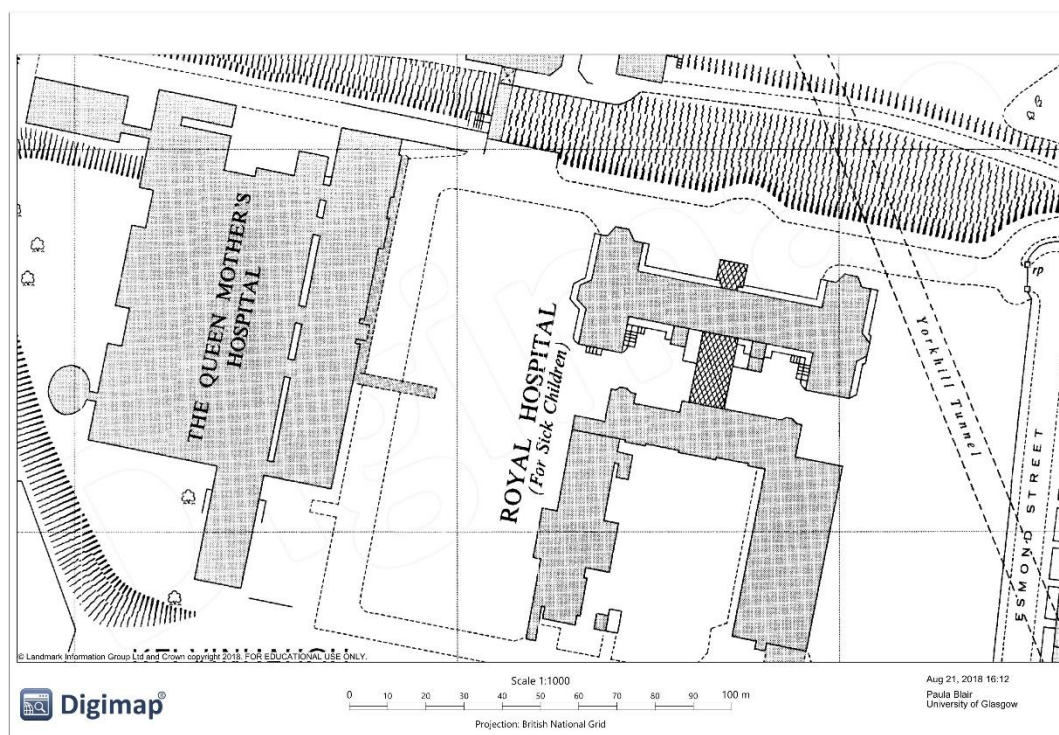 THE QUEEN MOTHER'S
HOSPITAL
ROYAL HOSPITAL
(For Sick Children)
Yorkhill Tunnel
rp
ESMOND STREET
© Landmark Information Group Ltd and Crown copyright 2018. FOR EDUCATIONAL USE ONLY.
Digimap®
Scale 1:1000
0 10 20 30 40 50 60 70 80 90 100 m
Projection: British National Grid
Aug 21, 2018 16:12
Paula Blair
University of Glasgow